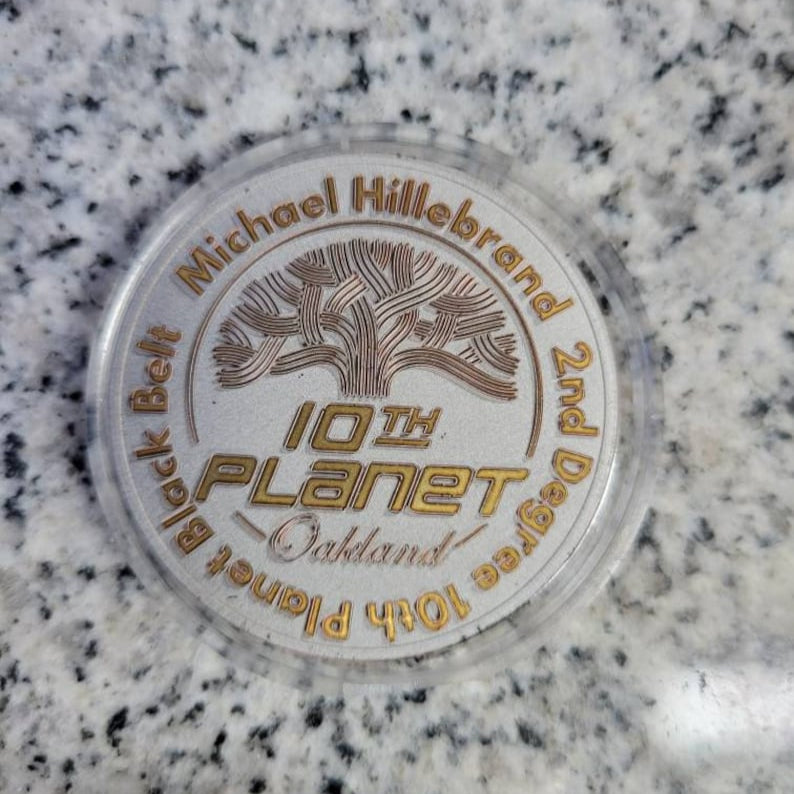 Michael Hillebrand 2nd Degree 10th Planet Black Belt
10TH
PLANET
Oakland